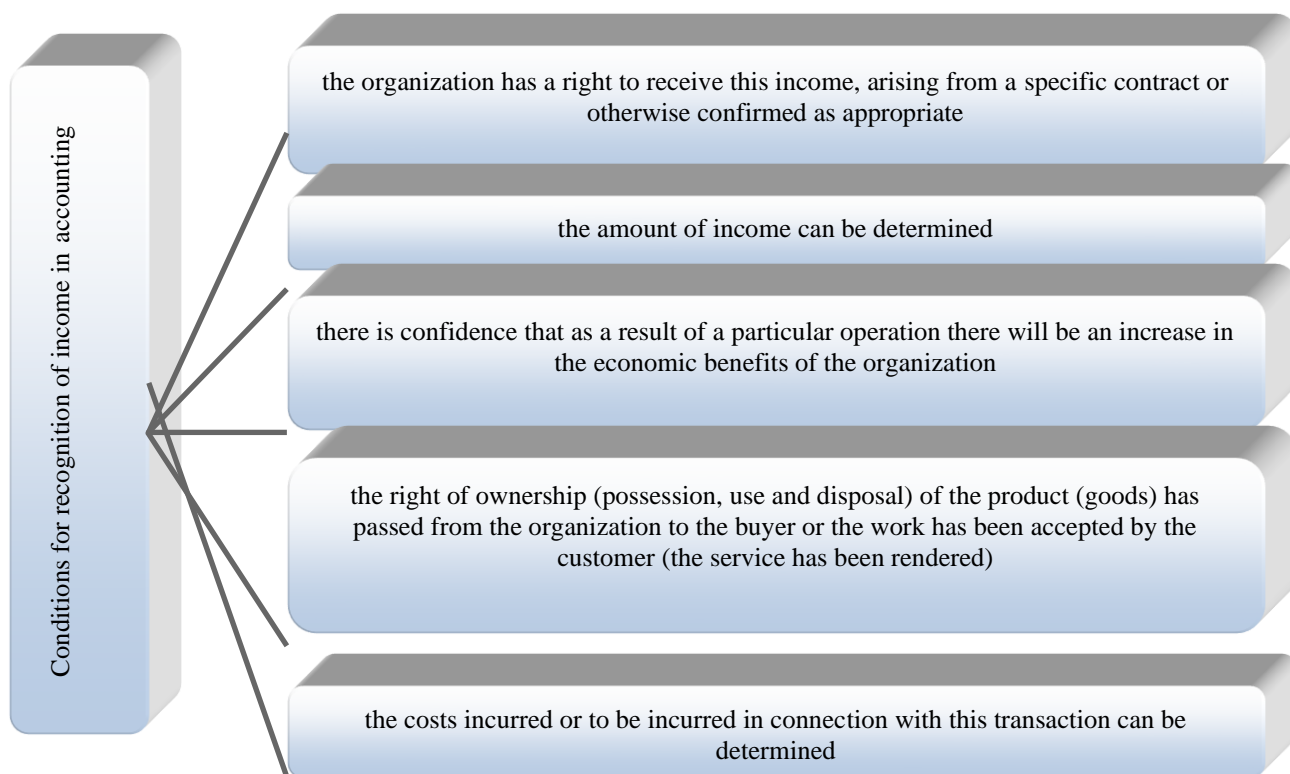 Conditions for recognition of income in accounting
the organization has a right to receive this income, arising from a specific contract or
otherwise confirmed as appropriate
the amount of income can be determined
there is confidence that as a result of a particular operation there will be an increase in
the economic benefits of the organization
the right of ownership (possession, use and disposal) of the product (goods) has
passed from the organization to the buyer or the work has been accepted by the
customer (the service has been rendered)
the costs incurred or to be incurred in connection with this transaction can be
determined